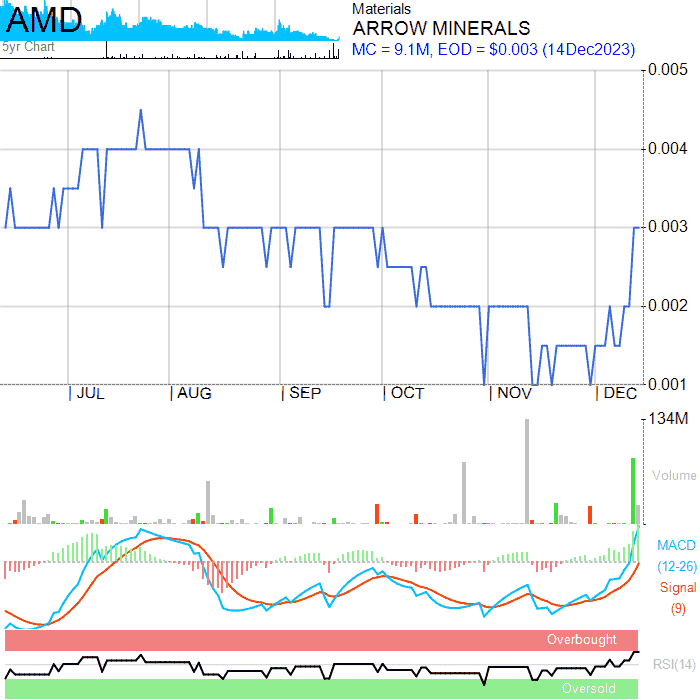 AMD
5yr Chart
Materials
ARROW MINERALS
MC = 9.1M, EOD = $0.003 (14Dec2023)
0.005
0.004
0.003
0.002
0.001
JUL AUG SEP OCT NOV DEC
134M
Volume
MACD
(12-26)
Signal
(9)
Overbought
RSI(14)
Oversold